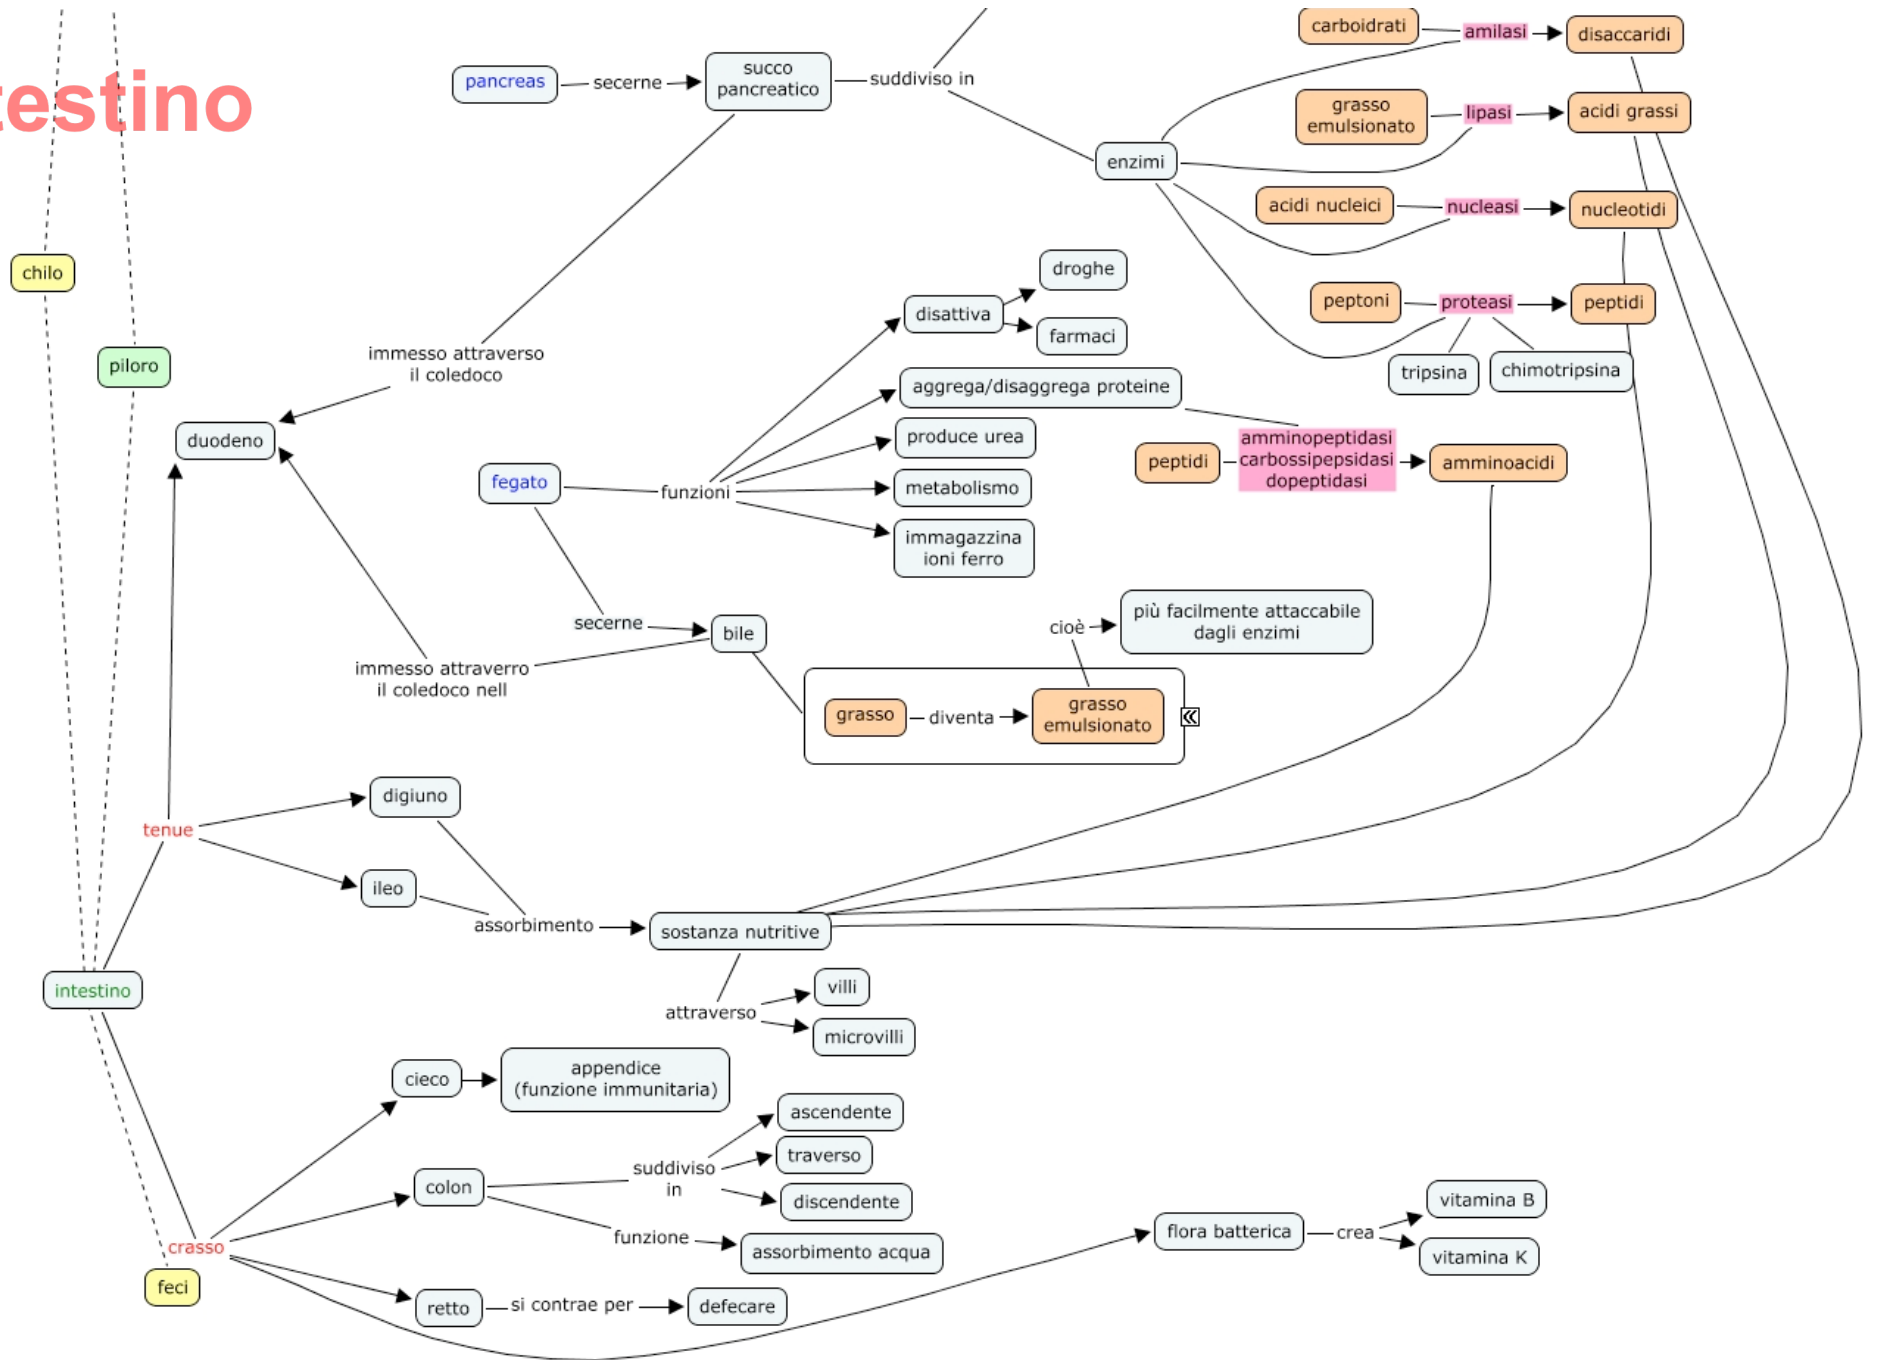 testino
carboidrati
amilasi
disaccaridi
pancreas
secerne
succo
pancreatico
suddiviso in
grasso
emulsionato
lipasi
acidi grassi
enzimi
acidi nucleici
nucleasi
nucleotidi
chilo
droghe
disattiva
farmaci
peptoni
proteasi
peptidi
tripsina
chimotripsina
piloro
immesso attraverso
il coledoco
aggrega/disaggrega proteine
duodeno
produce urea
peptidi
amminopeptidasi
carbossipepsidasi
dopeptidasi
amminoacidi
fegato
funzioni
metabolismo
immagazzina
ioni ferro
secerne
bile
cioè
più facilmente attaccabile
dagli enzimi
immesso attraverro
il coledoco nell
grasso
diventa
grasso
emulsionato
digiuno
tenue
ileo
assorbimento
sostanza nutritive
intestino
attraverso
villi
microvilli
cieco
appendice
(funzione immunitaria)
ascendente
traverso
discendente
colon
suddiviso
in
funzione
assorbimento acqua
crasso
feci
retto
si contrae per
defecare
flora batterica
crea
vitamina B
vitamina K